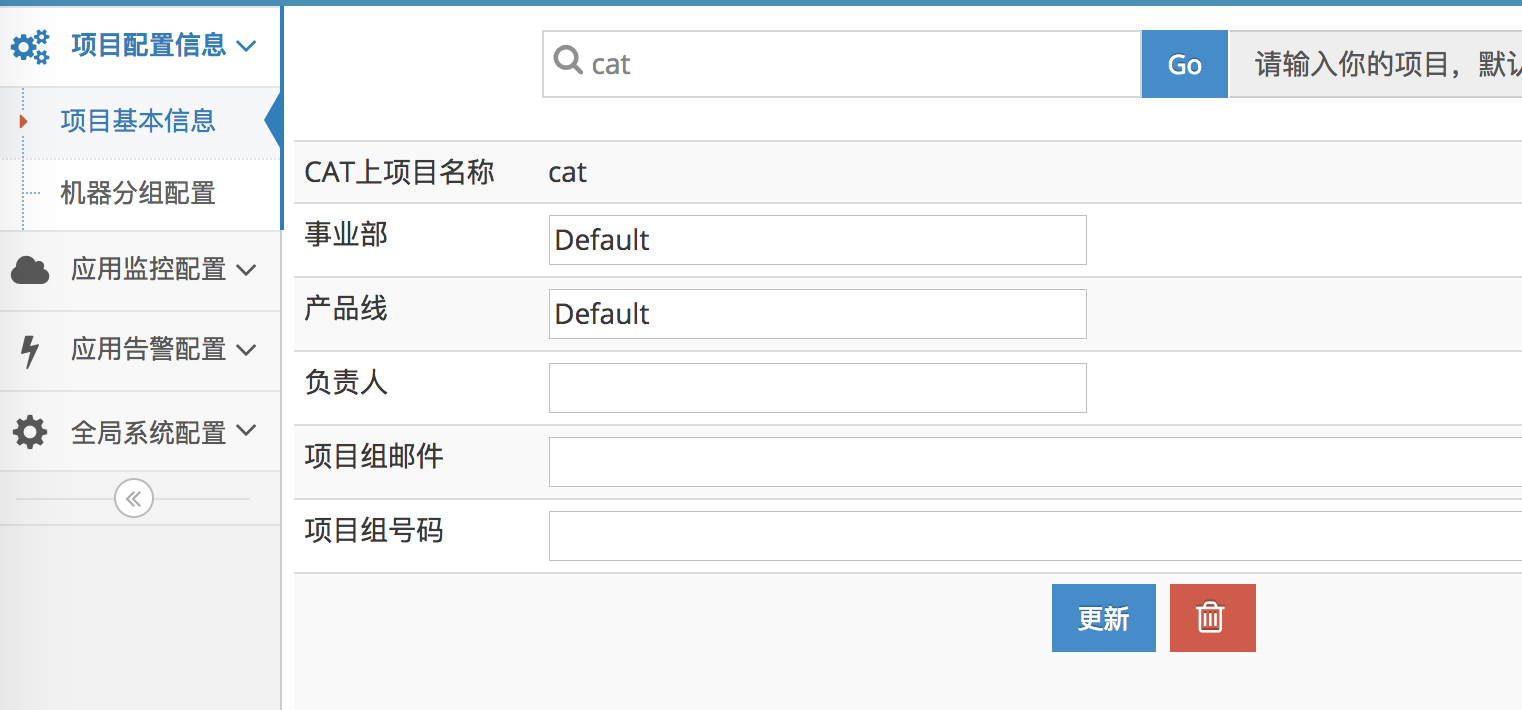 项目配置信息
项目基本信息
机器分组配置
应用监控配置
应用告警配置
全局系统配置
cat
Go
请输入你的项目，默认
CAT上项目名称 cat
事业部 Default
产品线 Default
负责人
项目组邮件
项目组号码
更新